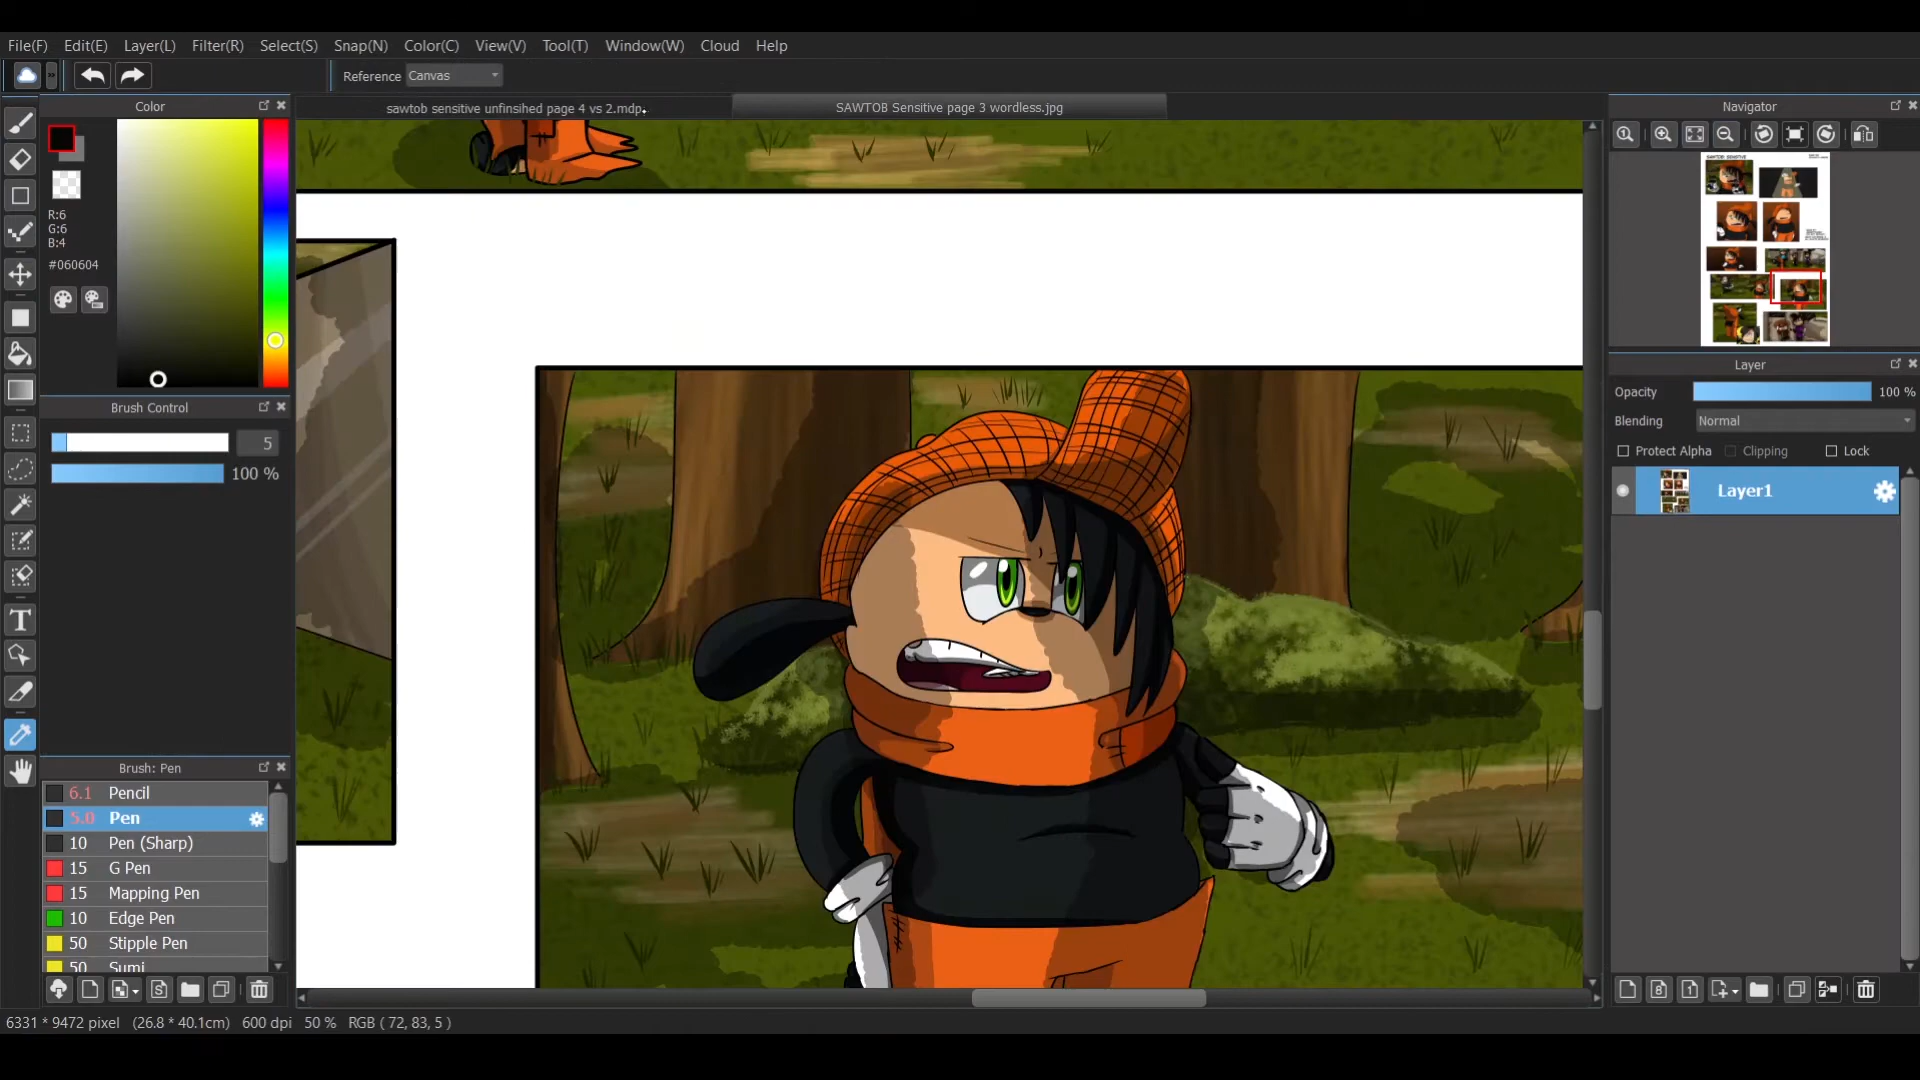 File(F) Edit(E) Layer(L) Filter(R) Select(S) Snap(N) Color(C) View(V) Tool(T) Window(W) Cloud Help
Reference Canvas
Color
sawtob sensitive unfinsihed page 4 vs 2.mdp
SAWTOB Sensitive page 3 wordless.jpg
Navigator
R:6
G:6
B:4
#060604
SAWTOB: SENSITIVE
Layer
Opacity 100 %
Blending Normal
Protect Alpha Clipping Lock
Layer1
Brush Control
5
100 %
Brush: Pen
6.1 Pencil
5.0 Pen
10 Pen (Sharp)
15 G Pen
15 Mapping Pen
10 Edge Pen
50 Stipple Pen
50 Sumi
6331 * 9472 pixel (26.8 * 40.1cm) 600 dpi 50 % RGB ( 72, 83, 5 )